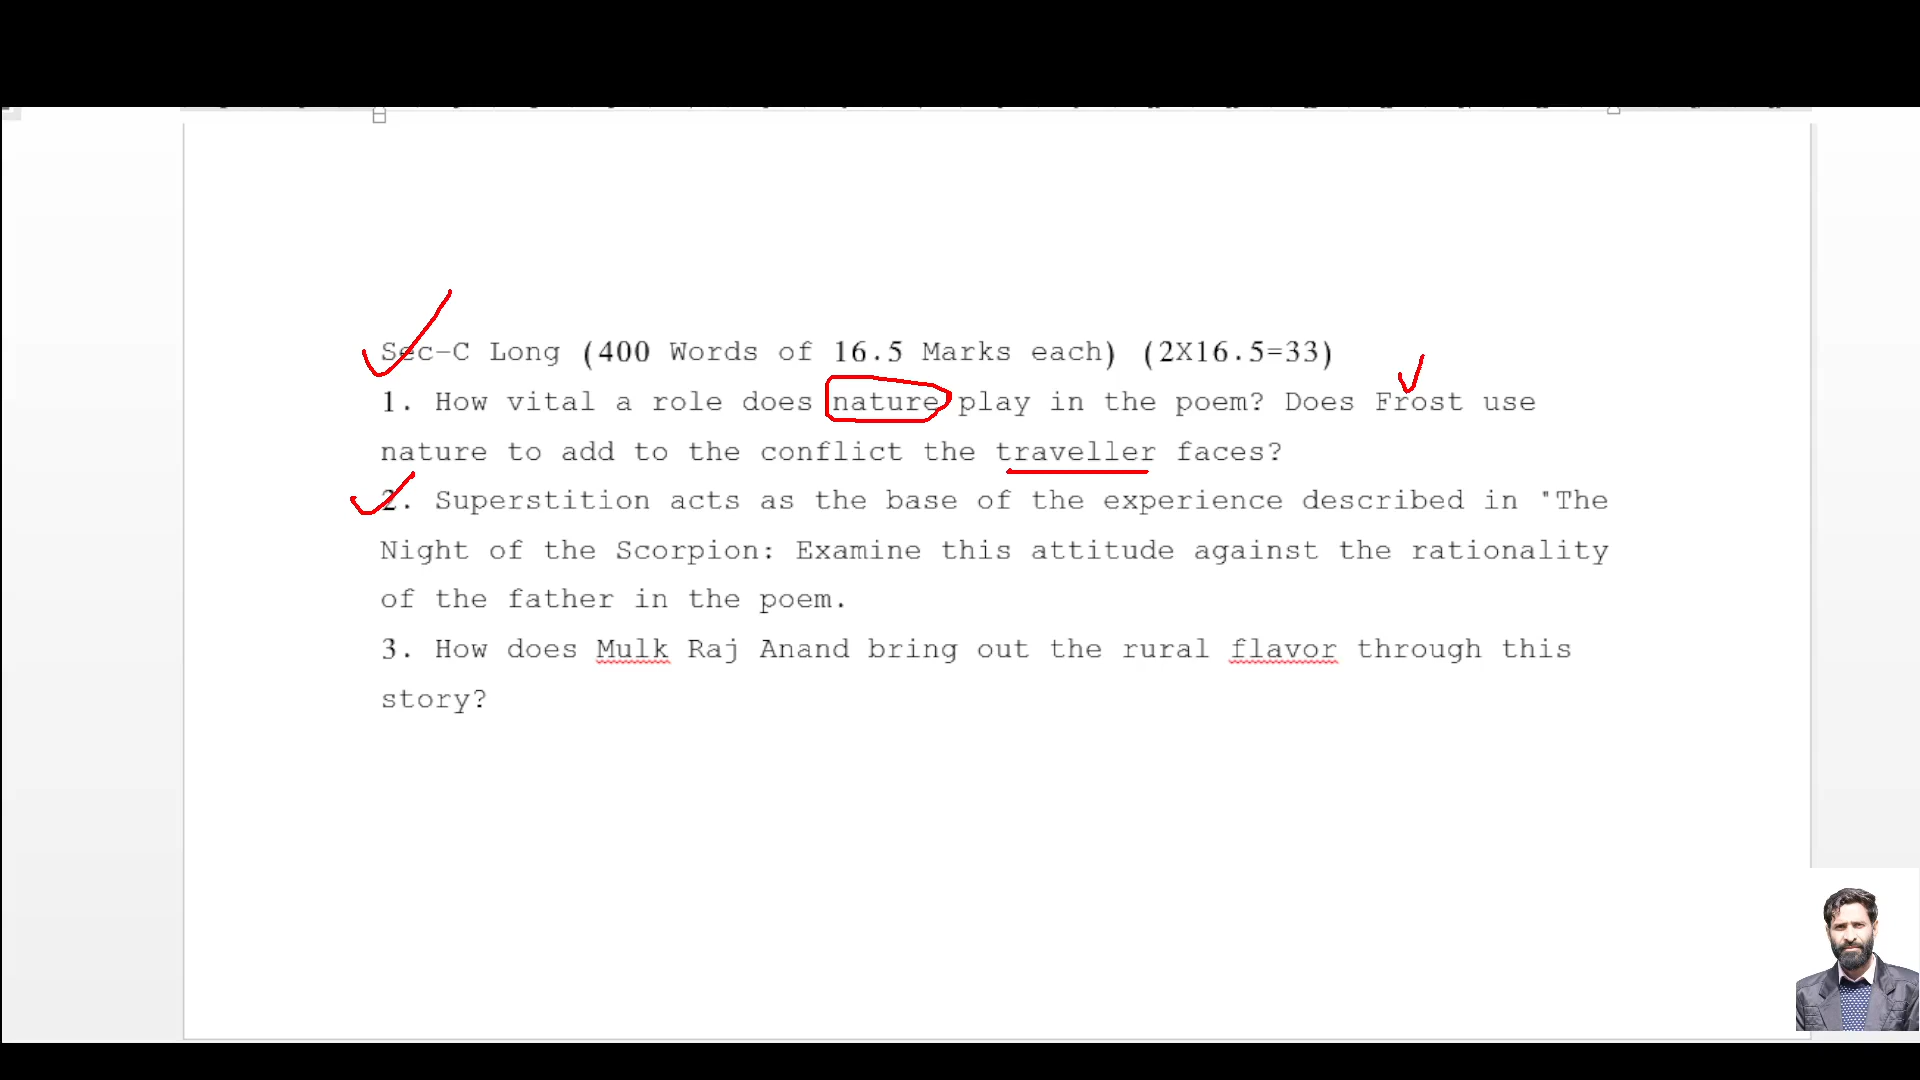 Sec-C Long (400 Words of 16.5 Marks each) (2X16.5=33)
1. How vital a role does nature play in the poem? Does Frost use
nature to add to the conflict the traveller faces?
2. Superstition acts as the base of the experience described in "The
Night of the Scorpion: Examine this attitude against the rationality
of the father in the poem.
3. How does Mulk Raj Anand bring out the rural flavor through this
story?